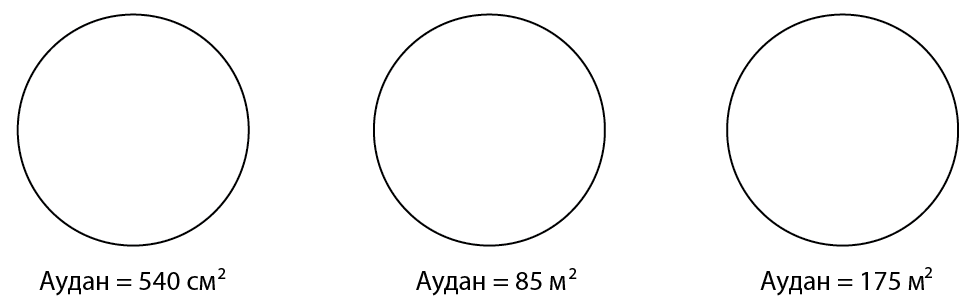 Аудан = 540 см²
Аудан = 85 м²
Аудан = 175 м²